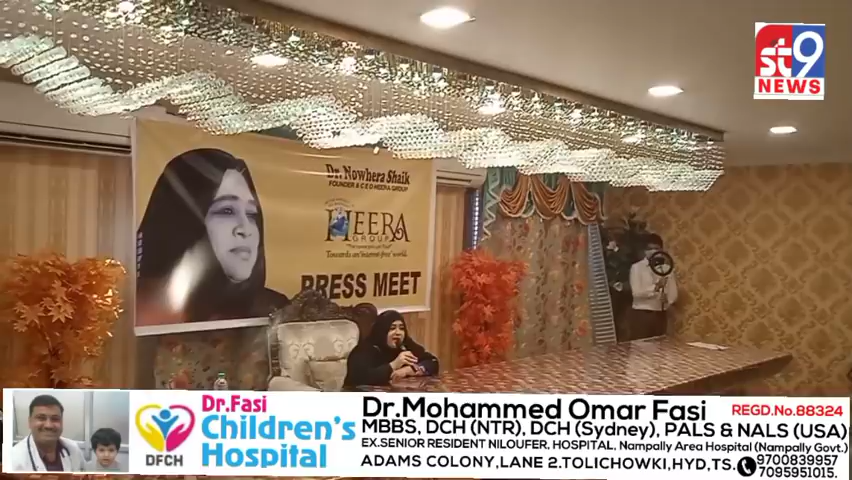 st9
NEWS
Dr. Nowhera Shaik
FOUNDER & C E O HEERA GROUP
HEERA
GROUP
Towards an interest free world.
PRESS MEET
DFCH
Dr.Fasi
Children's
Hospital
Dr.Mohammed Omar Fasi
REGD.No.88324
MBBS, DCH (NTR), DCH (Sydney), PALS & NALS (USA)
EX.SENIOR RESIDENT NILOUFER, HOSPITAL, Nampally Area Hospital (Nampally Govt.)
ADAMS COLONY,LANE 2.TOLICHOWKI,HYD,TS.
9700839957
7095951015.